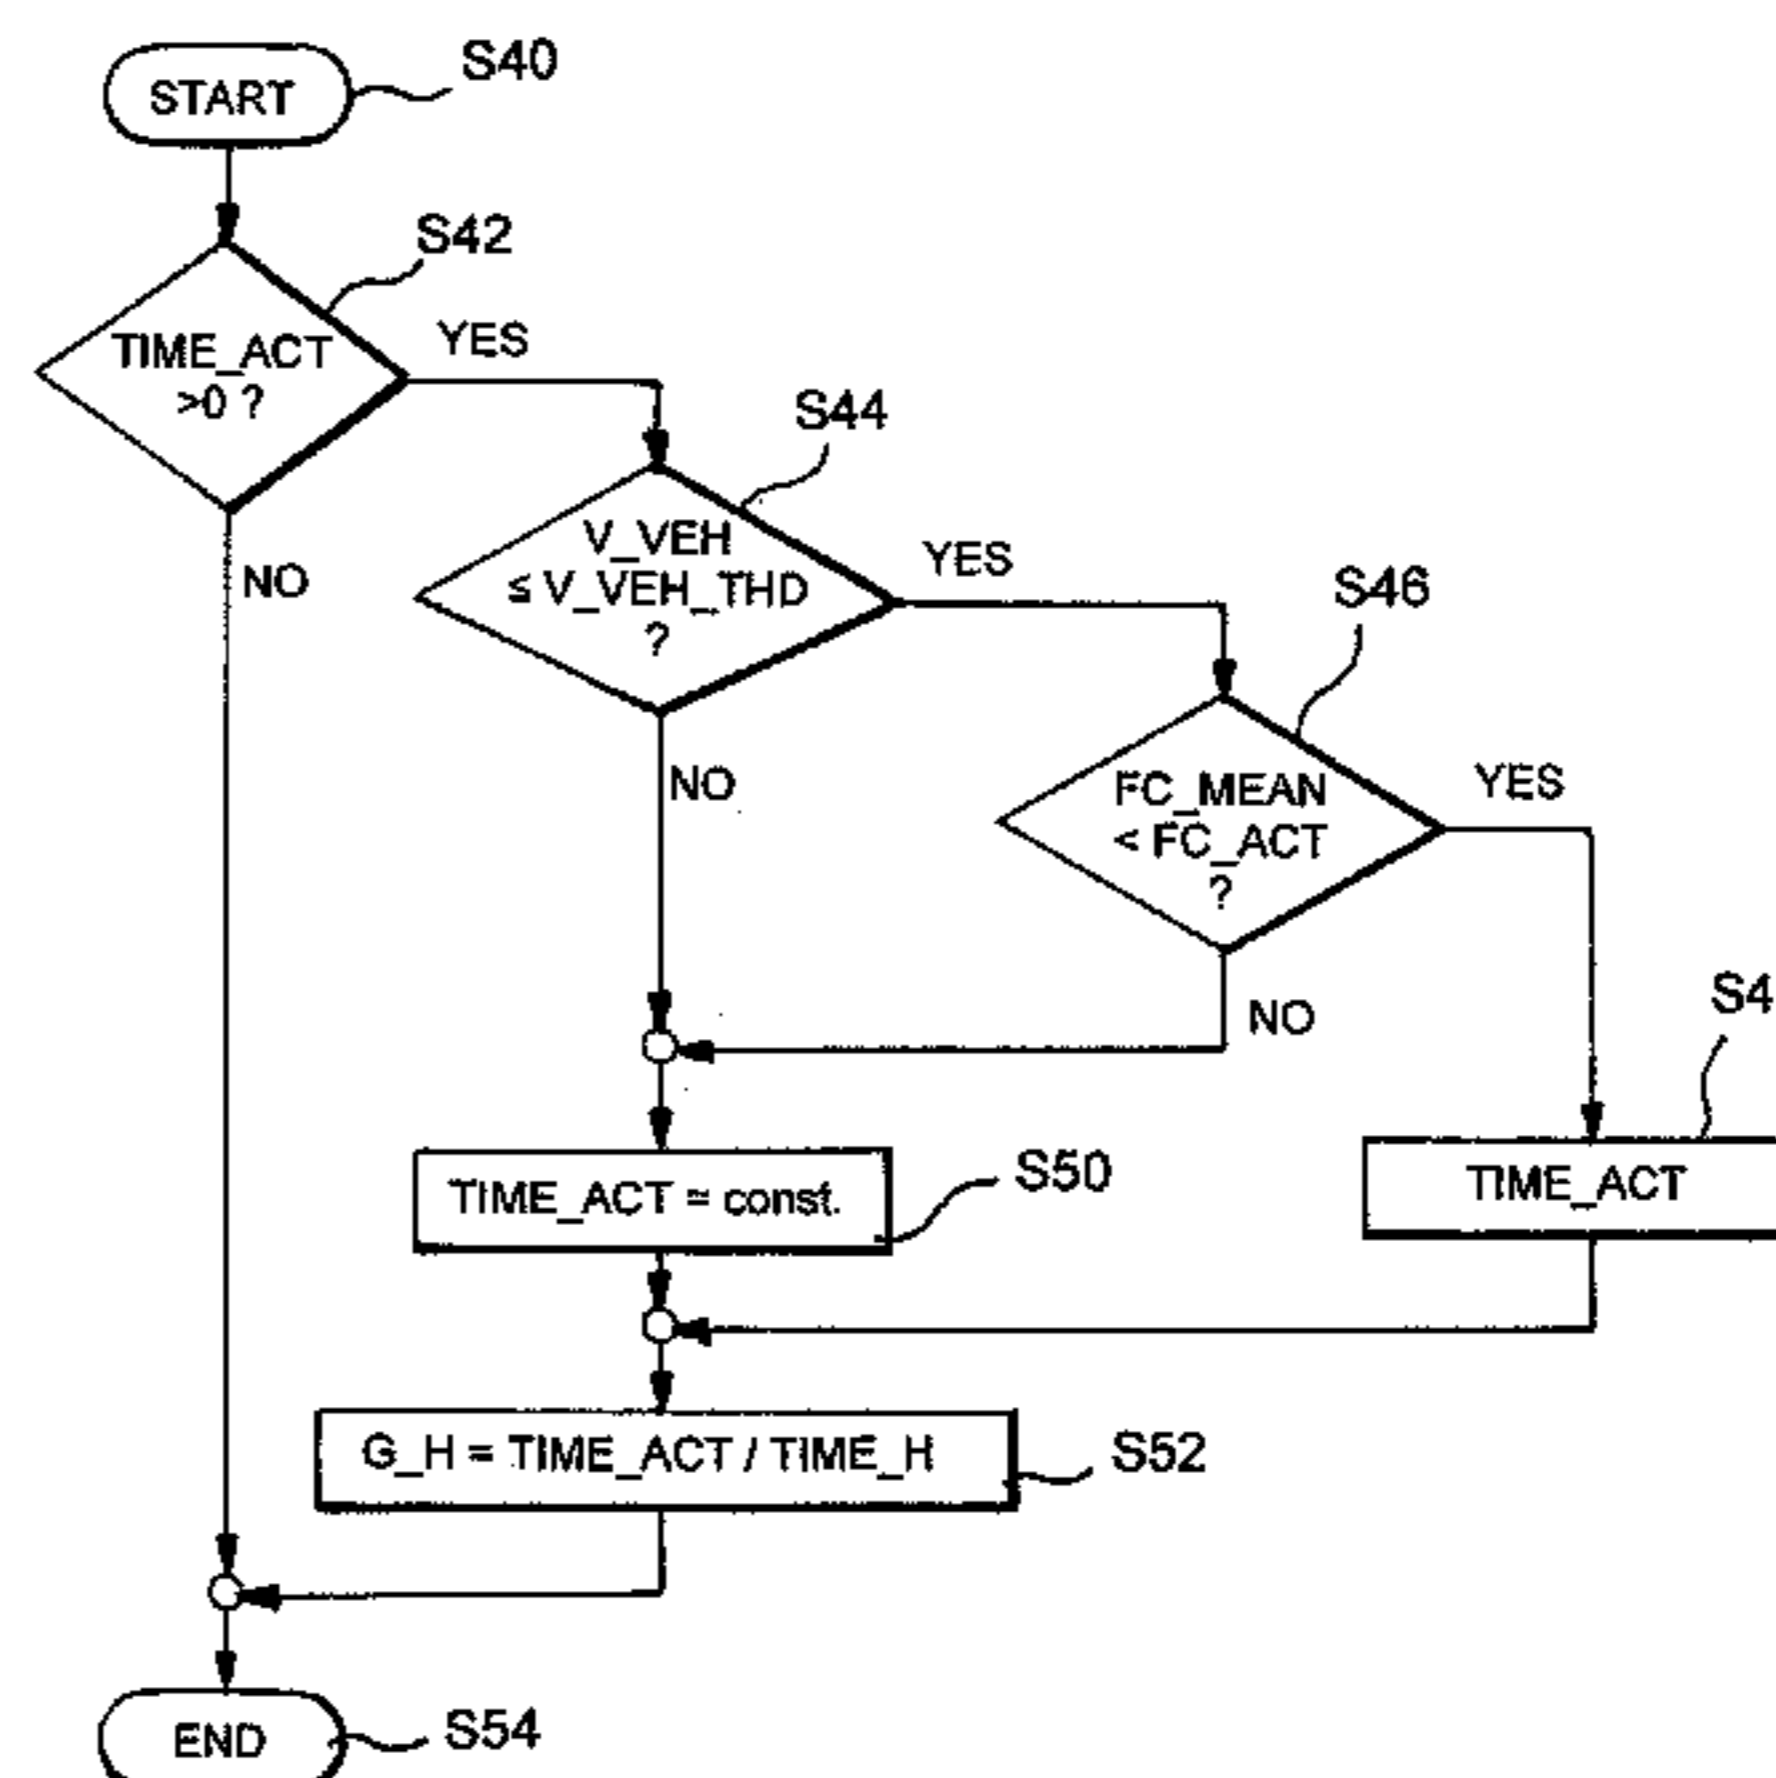 START
S40
S42
TIME_ACT
>0 ?
YES
NO
S44
V_VEH
≤ V_VEH_THD
?
YES
NO
S46
FC_MEAN
< FC_ACT
?
YES
NO
S4
TIME_ACT
TIME_ACT = const.
S50
G_H = TIME_ACT / TIME_H
S52
END
S54